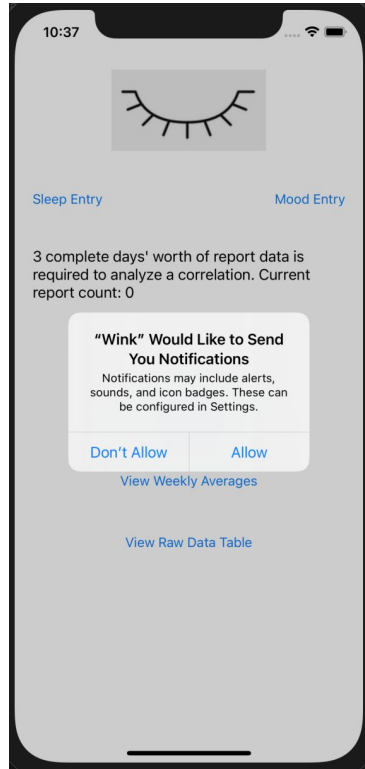 10:37
Sleep Entry
Mood Entry
3 complete days' worth of report data is
required to analyze a correlation. Current
report count: 0
“Wink” Would Like to Send
You Notifications
Notifications may include alerts,
sounds, and icon badges. These can
be configured in Settings.
Don’t Allow
Allow
View Weekly Averages
View Raw Data Table